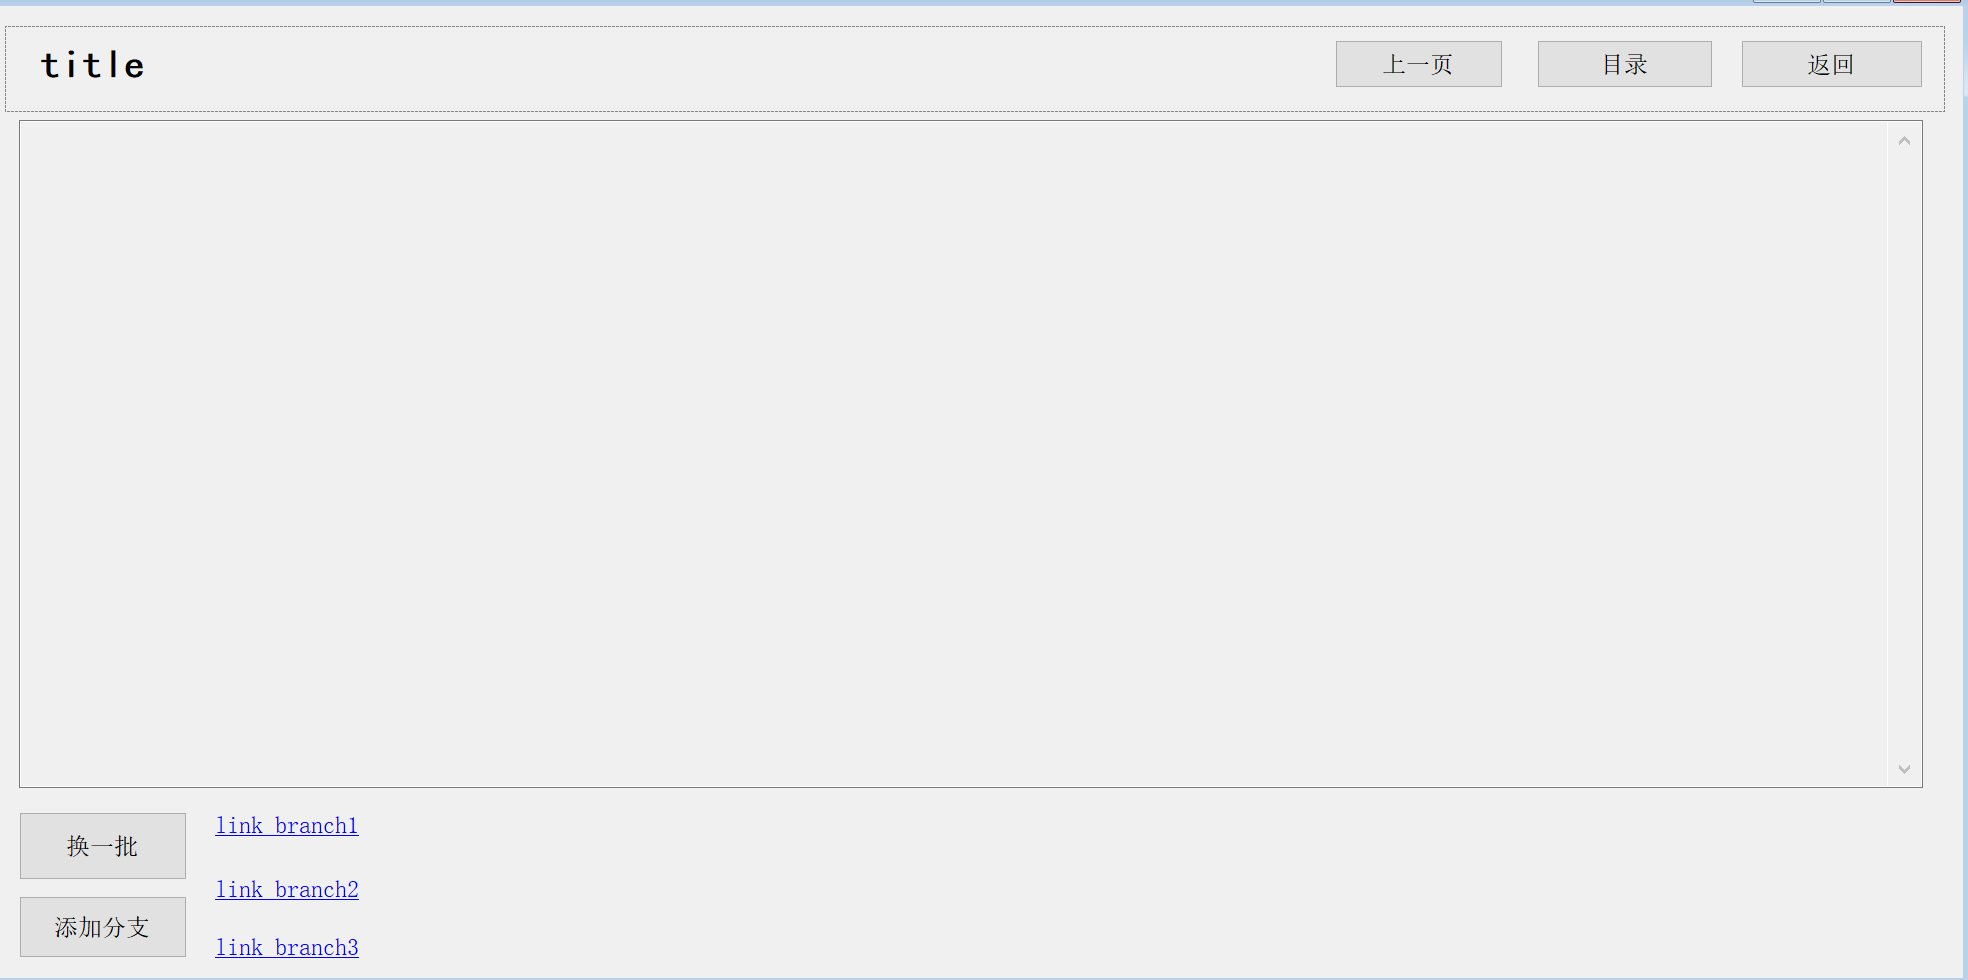 title
上一页
目录
返回
换一批
link branch1
link branch2
添加分支
link branch3